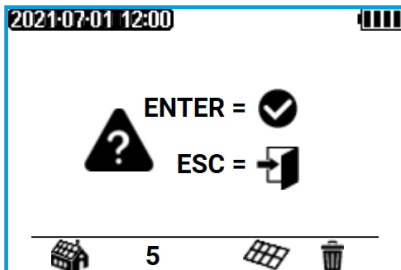 2021-07-01 12:00
ENTER =
?
ESC =
5